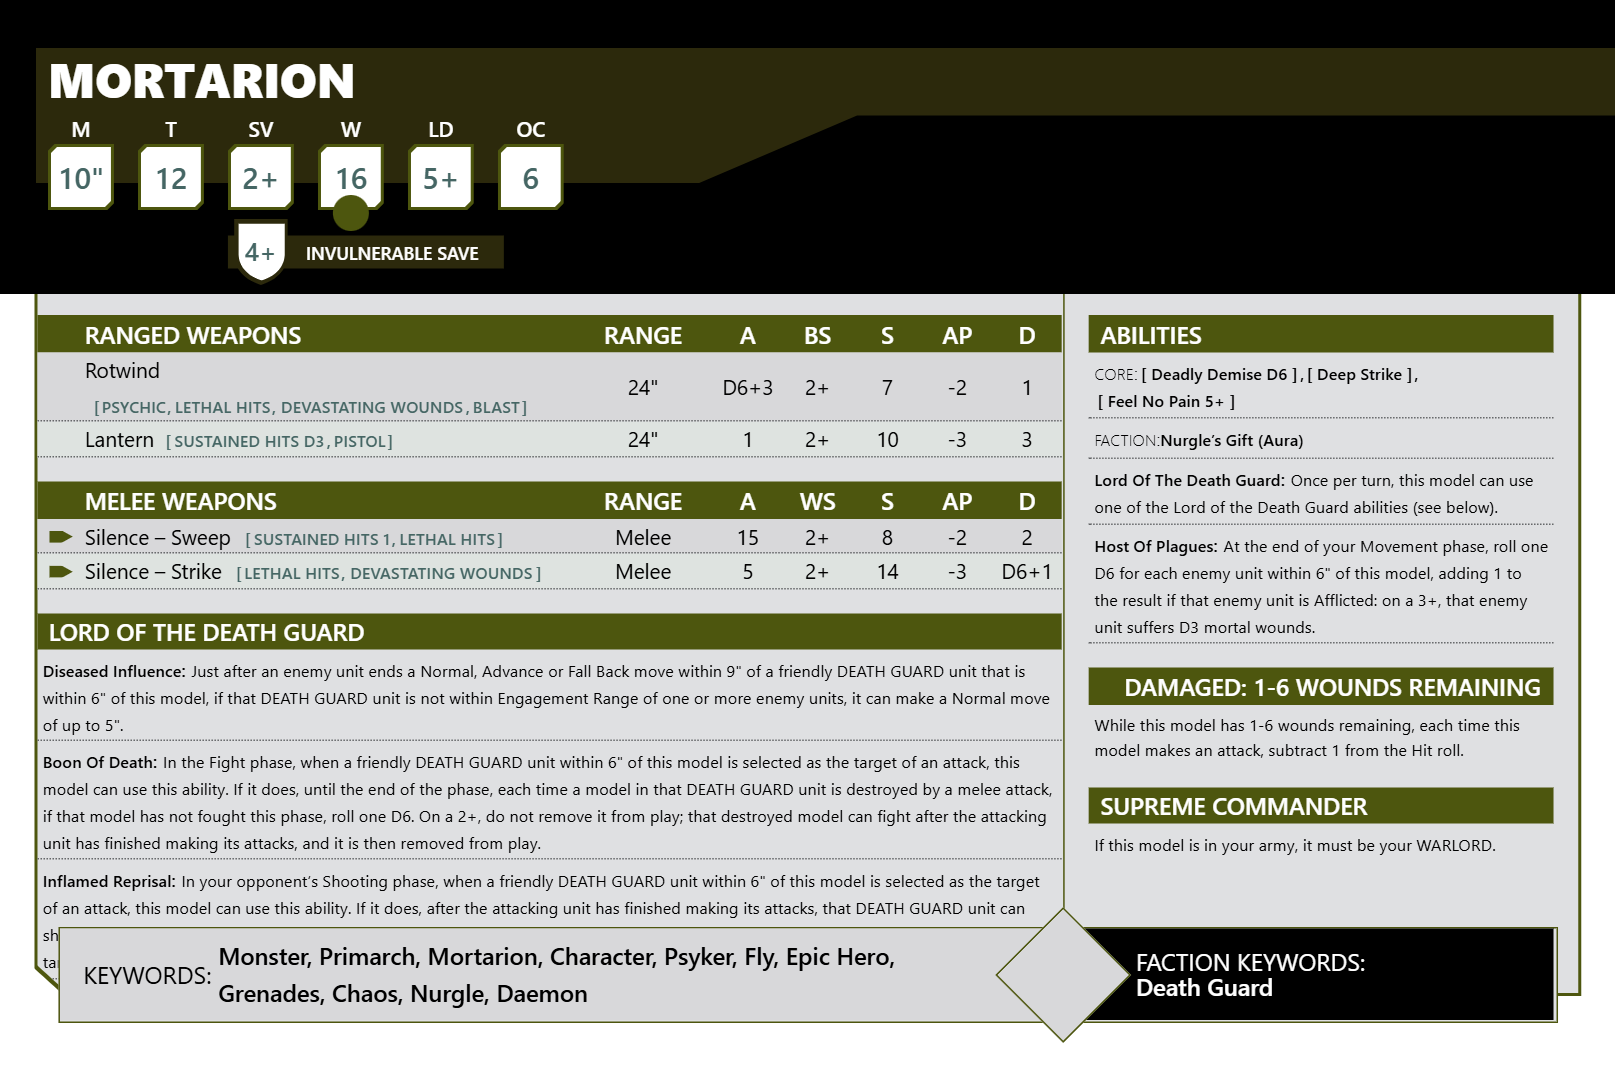 MORTARION
M T SV W LD OC
10" 12 2+ 16 5+ 6
4+ INVULNERABLE SAVE
RANGED WEAPONS RANGE A BS S AP D
Rotwind
[PSYCHIC, LETHAL HITS, DEVASTATING WOUNDS, BLAST] 24" D6+3 2+ 7 -2 1
Lantern [SUSTAINED HITS D3, PISTOL] 24" 1 2+ 10 -3 3
MELEE WEAPONS RANGE A WS S AP D
Silence – Sweep [SUSTAINED HITS 1, LETHAL HITS] Melee 15 2+ 8 -2 2
Silence – Strike [LETHAL HITS, DEVASTATING WOUNDS] Melee 5 2+ 14 -3 D6+1
LORD OF THE DEATH GUARD
Diseased Influence: Just after an enemy unit ends a Normal, Advance or Fall Back move within 9" of a friendly DEATH GUARD unit that is
within 6" of this model, if that DEATH GUARD unit is not within Engagement Range of one or more enemy units, it can make a Normal move
of up to 5".
Boon Of Death: In the Fight phase, when a friendly DEATH GUARD unit within 6" of this model is selected as the target of an attack, this
model can use this ability. If it does, until the end of the phase, each time a model in that DEATH GUARD unit is destroyed by a melee attack,
if that model has not fought this phase, roll one D6. On a 2+, do not remove it from play; that destroyed model can fight after the attacking
unit has finished making its attacks, and it is then removed from play.
Inflamed Reprisal: In your opponent's Shooting phase, when a friendly DEATH GUARD unit within 6" of this model is selected as the target
of an attack, this model can use this ability. If it does, after the attacking unit has finished making its attacks, that DEATH GUARD unit can
ABILITIES
CORE: [ Deadly Demise D6 ], [ Deep Strike ],
[ Feel No Pain 5+ ]
FACTION:Nurgle's Gift (Aura)
Lord Of The Death Guard: Once per turn, this model can use
one of the Lord of the Death Guard abilities (see below).
Host Of Plagues: At the end of your Movement phase, roll one
D6 for each enemy unit within 6" of this model, adding 1 to
the result if that enemy unit is Afflicted: on a 3+, that enemy
unit suffers D3 mortal wounds.
DAMAGED: 1-6 WOUNDS REMAINING
While this model has 1-6 wounds remaining, each time this
model makes an attack, subtract 1 from the Hit roll.
SUPREME COMMANDER
If this model is in your army, it must be your WARLORD.
KEYWORDS: Monster, Primarch, Mortarion, Character, Psyker, Fly, Epic Hero,
Grenades, Chaos, Nurgle, Daemon
FACTION KEYWORDS:
Death Guard